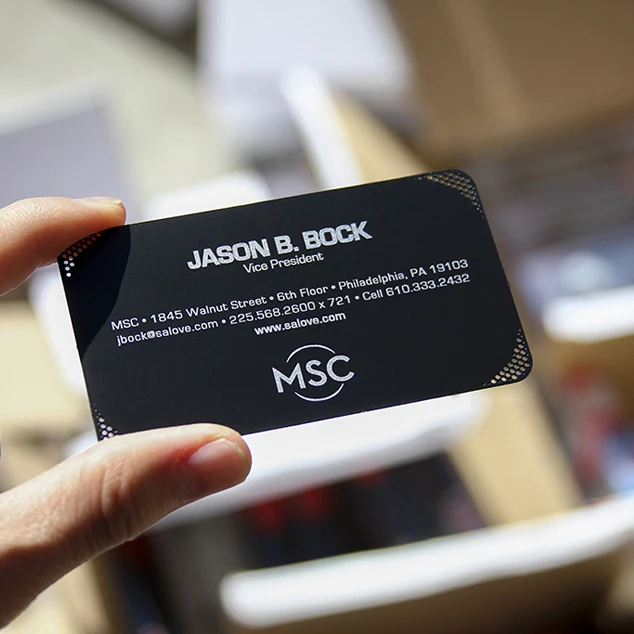 JASON B. BOCK
Vice President
MSC • 1845 Walnut Street • 6th Floor • Philadelphia, PA 19103
jbock@salove.com • 225.568.2600 x 721 • Cell 610.333.2432
www.salove.com
MSC